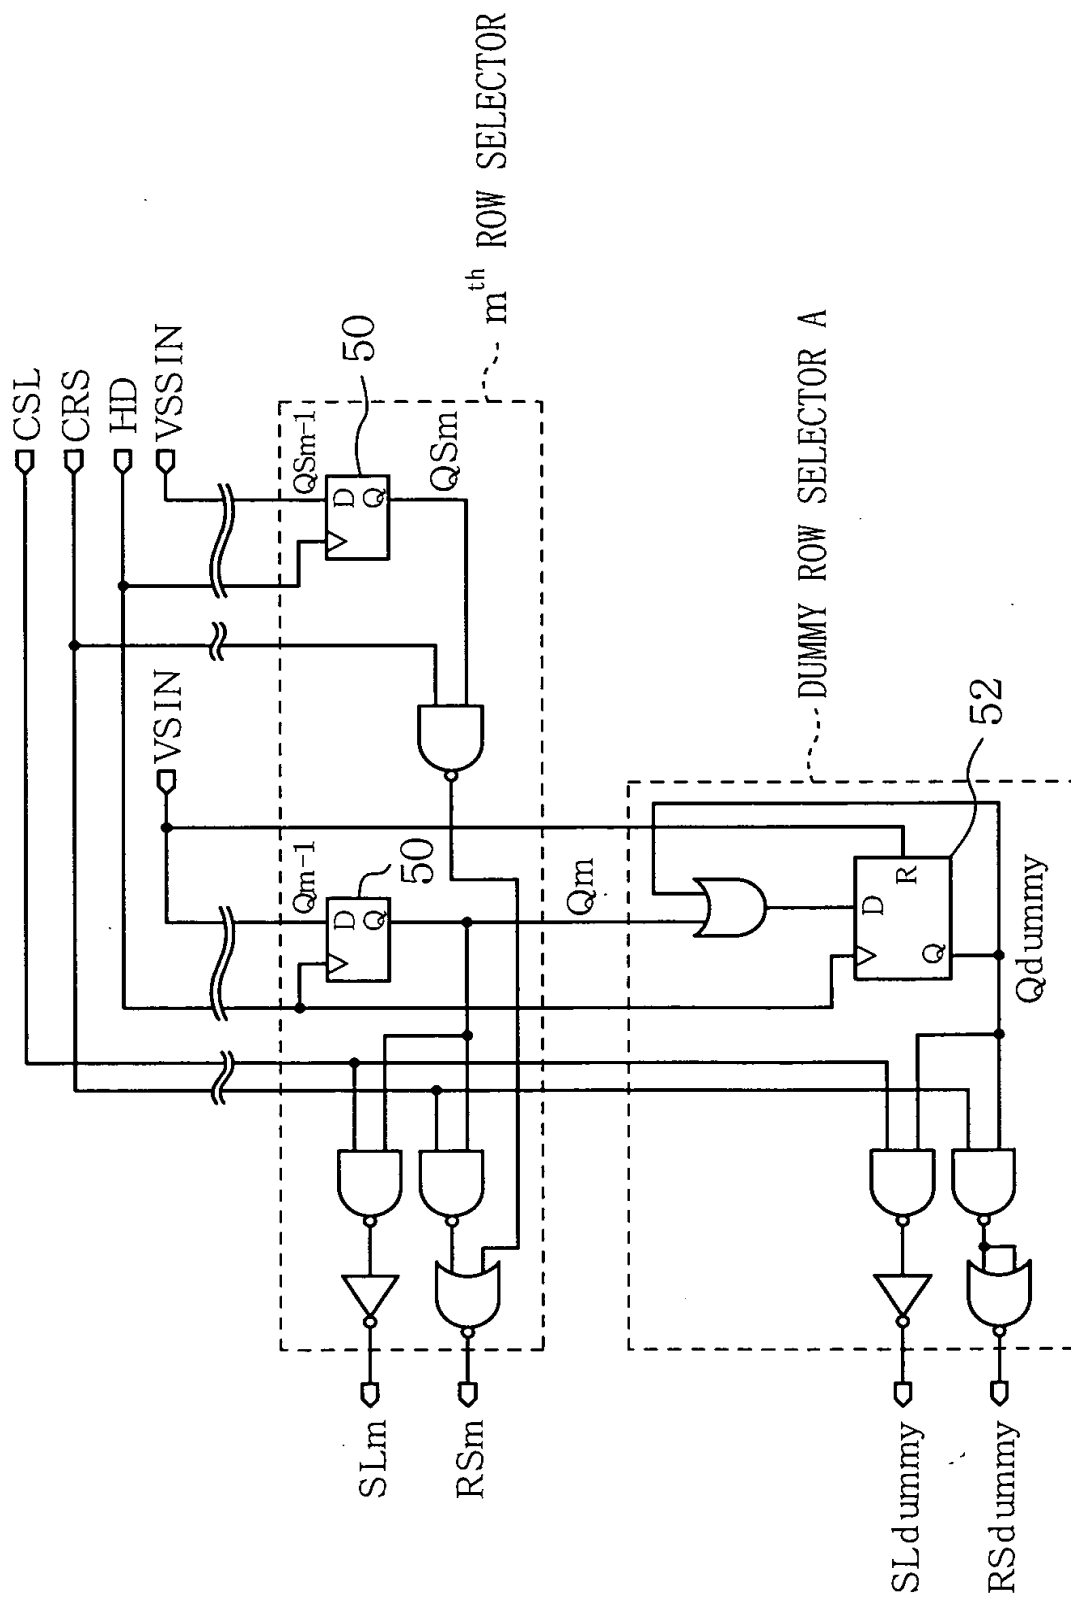 CSL
CRS
HD
VSSIN
VSIN
QSm-1
D
Q
50
QSm
mth ROW SELECTOR
Qm-1
D
Q
50
Qm
SLm
RSm
DUMMY ROW SELECTOR A
52
D
R
Q
Qdummy
SLdummy
RSdummy